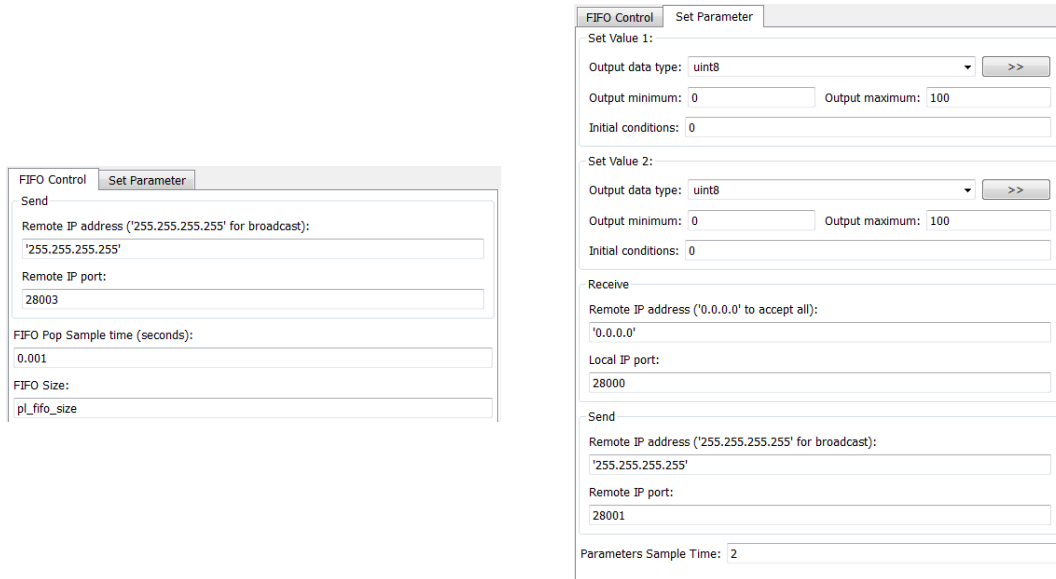 FIFO Control Set Parameter
Send
Remote IP address ('255.255.255.255' for broadcast):
'255.255.255.255'
Remote IP port:
28003
FIFO Pop Sample time (seconds):
0.001
FIFO Size:
pl_fifo_size
FIFO Control Set Parameter
Set Value 1:
Output data type: uint8 >>
Output minimum: 0 Output maximum: 100
Initial conditions: 0
Set Value 2:
Output data type: uint8 >>
Output minimum: 0 Output maximum: 100
Initial conditions: 0
Receive
Remote IP address ('0.0.0.0' to accept all):
'0.0.0.0'
Local IP port:
28000
Send
Remote IP address ('255.255.255.255' for broadcast):
'255.255.255.255'
Remote IP port:
28001
Parameters Sample Time: 2